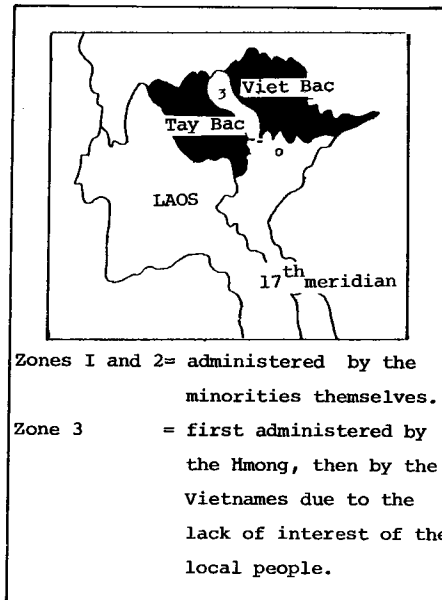 3 Viet Bac
Tay Bac
LAOS
17th meridian
Zones I and 2= administered by the
minorities themselves.
Zone 3 = first administered by
the Hmong, then by the
Vietnames due to the
lack of interest of the
local people.